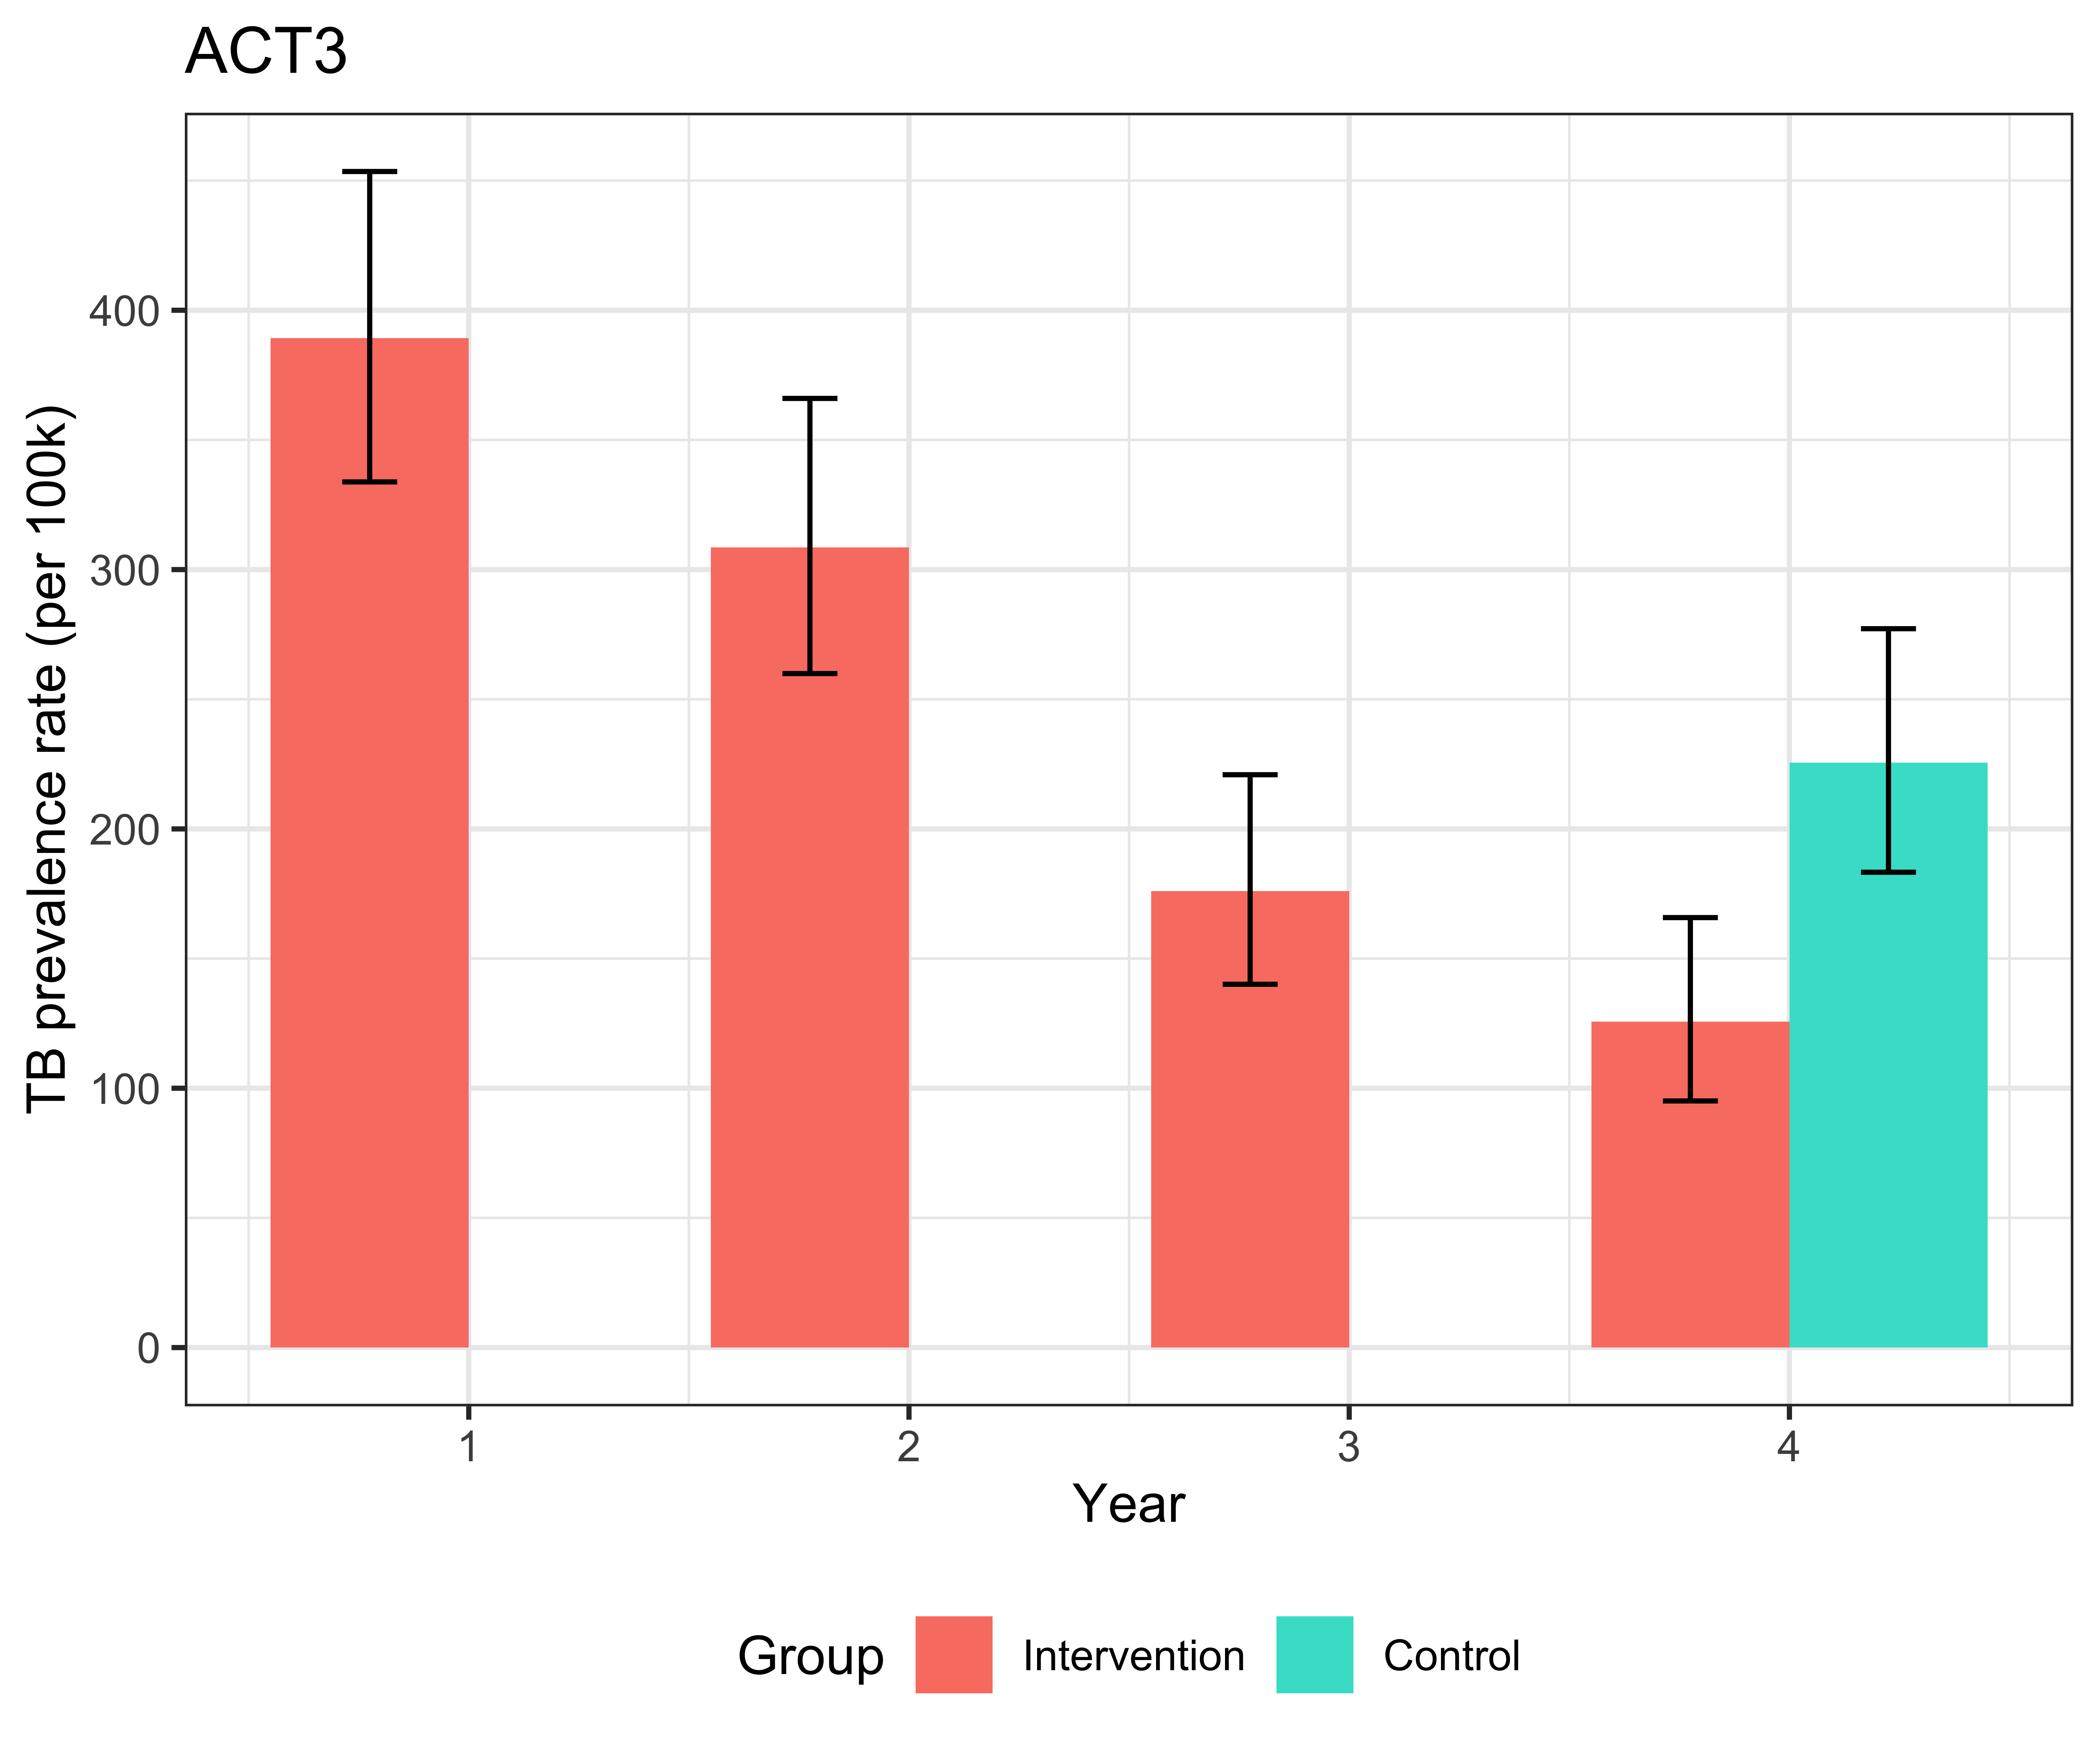 ACT3
TB prevalence rate (per 100k)
400
300
200
100
0
1 2 3 4
Year
Group Intervention Control